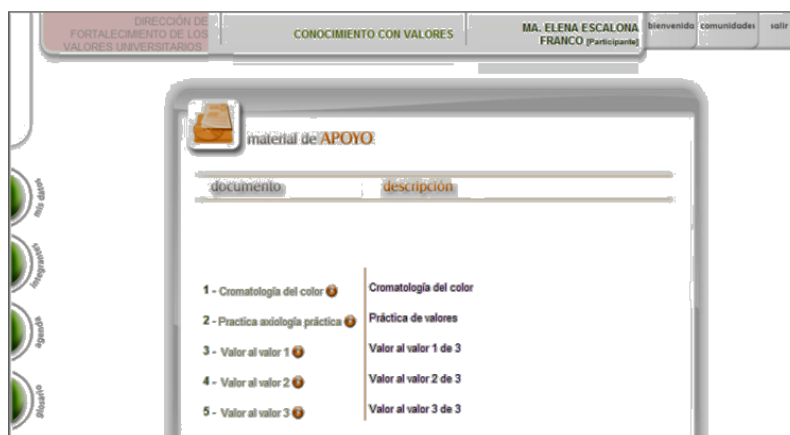 DIRECCIÓN DE
FORTALECIMIENTO DE LOS
VALORES UNIVERSITARIOS
CONOCIMIENTO CON VALORES
MA. ELENA ESCALONA
FRANCO [Participante]
bienvenida
comunidades
salir
material de APOYO
documento
descripción
mis datos
integrantes
agenda
glosario
1 - Cromatología del color
Cromatología del color
2 - Practica axiología práctica
Práctica de valores
3 - Valor al valor 1
Valor al valor 1 de 3
4 - Valor al valor 2
Valor al valor 2 de 3
5 - Valor al valor 3
Valor al valor 3 de 3